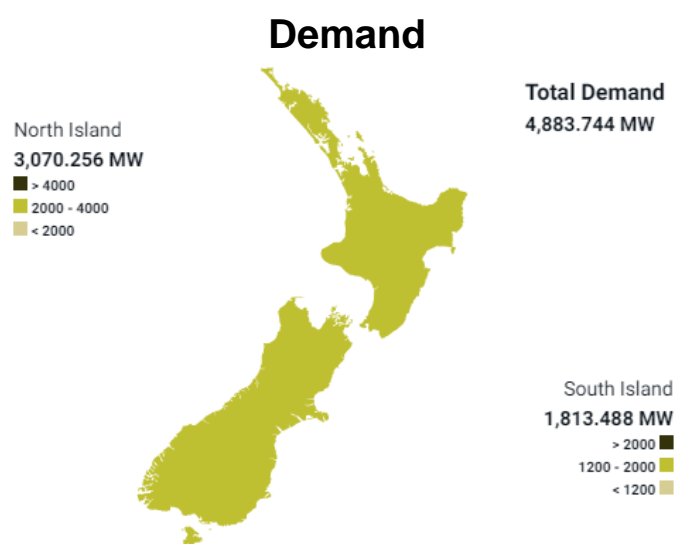 Demand
Total Demand
4,883.744 MW
North Island
3,070.256 MW
> 4000
2000 - 4000
< 2000
South Island
1,813.488 MW
> 2000
1200 - 2000
< 1200